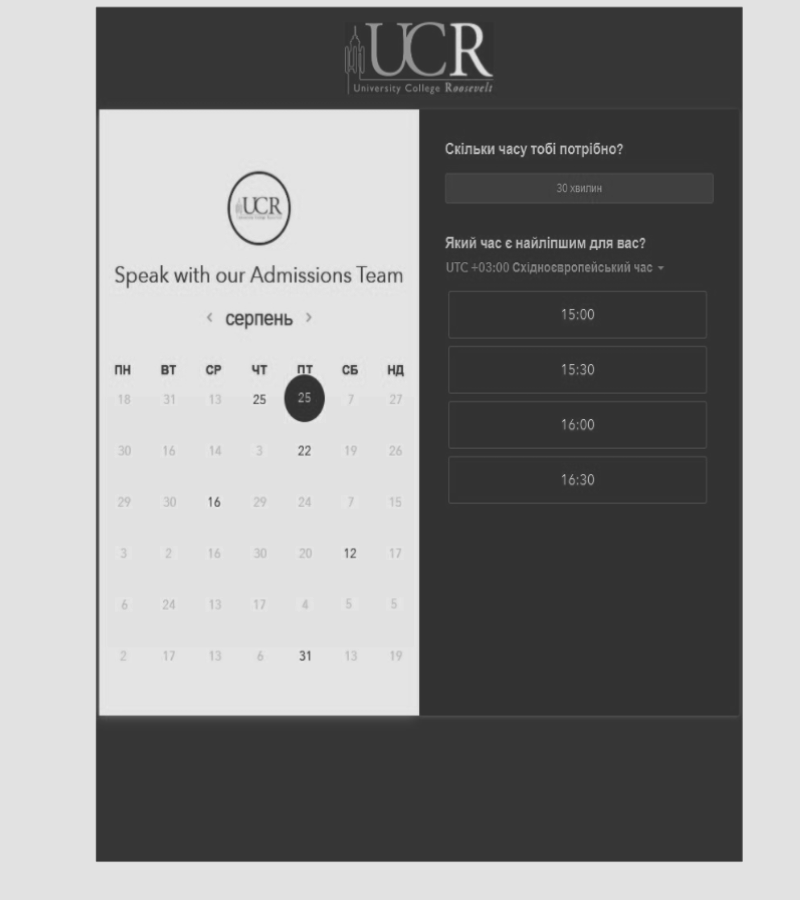 UCR
University College Roosevelt
UCR
Speak with our Admissions Team
< серпень >
ПН ВТ СР ЧТ ПТ СБ НД
18 31 13 25 25 7 27
30 16 14 3 22 19 26
29 30 16 29 24 7 15
3 2 16 30 20 12 17
6 24 13 17 4 5 5
2 17 13 6 31 13 19
Скільки часу тобі потрібно?
30 хвилин
Який час є найліпшим для вас?
UTC +03:00 Східноєвропейський час
15:00
15:30
16:00
16:30